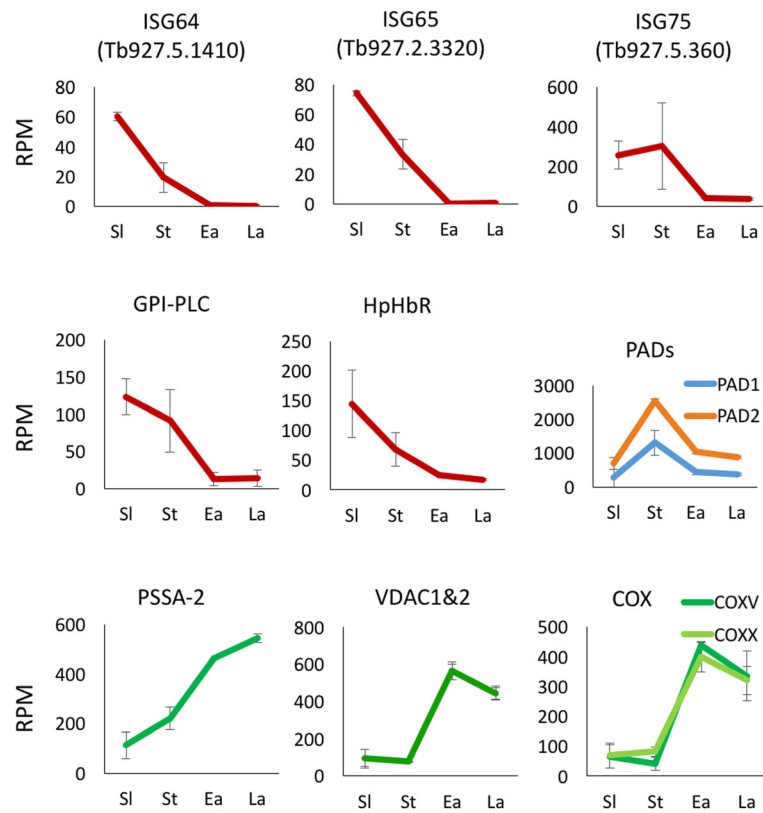 ISG64
(Tb927.5.1410)
ISG65
(Tb927.2.3320)
ISG75
(Tb927.5.360)
RPM
80
60
40
20
0
Sl St Ea La
80
60
40
20
0
Sl St Ea La
600
400
200
0
Sl St Ea La
GPI-PLC
HpHbR
PADs
RPM
200
150
100
50
0
Sl St Ea La
250
200
150
100
50
0
Sl St Ea La
3000
2000
1000
0
Sl St Ea La
PAD1
PAD2
PSSA-2
VDAC1&2
COX
RPM
600
400
200
0
Sl St Ea La
800
600
400
200
0
Sl St Ea La
500
400
300
200
100
0
Sl St Ea La
COXV
COXX